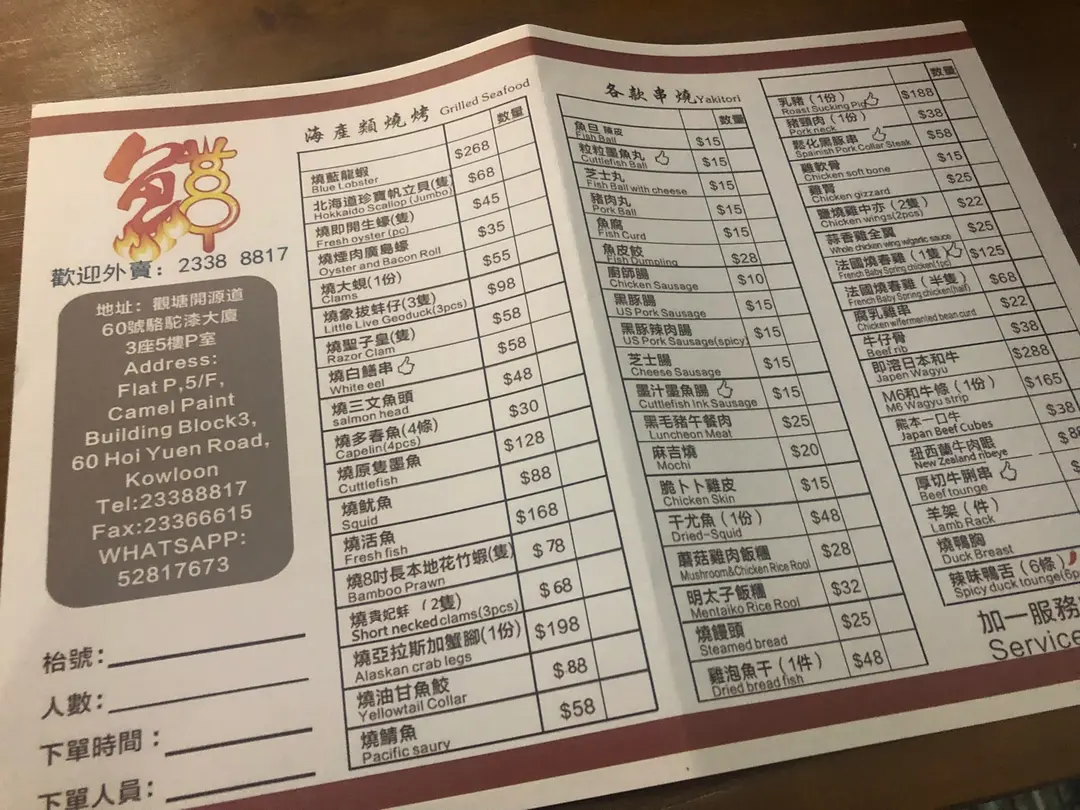 歡迎外賣：2338 8817
地址：觀塘開源道
60號駱駝漆大廈
3座5樓P室
Address:
Flat P,5/F,
Camel Paint
Building Block3,
60 Hoi Yuen Road,
Kowloon
Tel:23388817
Fax:23366615
WHATSAPP:
52817673
枱號：
人數：
下單時間：
下單人員：
海產類燒烤 Grilled Seafood
數量
燒藍龍蝦 $268
Blue Lobster
北海道珍寶帆立貝(隻) $68
Hokkaido Scallop (Jumbo)
燒即開生蠔(隻) $45
Fresh oyster (pc)
燒煙肉廣島蠔 $35
Oyster and Bacon Roll
燒大蜆(1份) $55
Clams
燒象拔蚌仔(3隻) $98
Little Live Geoduck(3pcs)
燒聖子皇(隻) $58
Razor Clam
燒白鱔串 $58
White eel
燒三文魚頭 $48
salmon head
燒多春魚(4條) $30
Capelin(4pcs)
燒原隻墨魚 $128
Cuttlefish
燒魷魚 $88
Squid
燒活魚 $168
Fresh fish
燒8吋長本地花竹蝦(隻) $78
Bamboo Prawn
燒貴妃蚌（2隻) $68
Short necked clams(3pcs)
燒亞拉斯加蟹腳(1份) $198
Alaskan crab legs
燒油甘魚鮫 $88
Yellowtail Collar
燒鯖魚 $58
Pacific saury
各款串燒Yakitori
數量
魚旦 辣皮 $15
Fish Ball
粒粒墨魚丸 $15
Cuttlefish Ball
芝士丸 $15
Fish Ball with cheese
豬肉丸 $15
Pork Ball
魚腐 $15
Fish Curd
魚皮餃 $28
Fish Dumpling
廚師腸 $10
Chicken Sausage
黑豚腸 $15
US Pork Sausage
黑豚辣肉腸 $15
US Pork Sausage(spicy)
芝士腸 $15
Cheese Sausage
墨汁墨魚腸 $15
Cuttlefish Ink Sausage
黑毛豬午餐肉 $25
Luncheon Meat
麻吉燒 $20
Mochi
脆卜卜雞皮 $15
Chicken Skin
干尤魚（1份） $48
Dried-Squid
蘑菇雞肉飯糰 $28
Mushroom&Chicken Rice Rool
明太子飯糰 $32
Mentaiko Rice Rool
燒饅頭 $25
Steamed bread
雞泡魚干（1件） $48
Dried bread fish
數量
乳豬（1份） $188
Roast Sucking Pig
豬頸肉（1份） $38
Pork neck
鬆化黑豚串 $58
Spainish Pork Collar Steak
雞軟骨 $15
Chicken soft bone
雞腎 $25
Chicken gizzard
鹽燒雞中亦（2隻） $22
Chicken wings(2pcs)
蒜香雞全翼 $25
Whole chicken wing w/garlic sauce
法國燒春雞（1隻） $125
French Baby Spring chicken(1pc)
法國燒春雞（半隻） $68
French Baby Spring chicken(half)
腐乳雞串 $22
Chicken w/fermented bean curd
牛仔骨 $38
Beef rib
即溶日本和牛 $288
Japen Wagyu
M6和牛條（1份） $165
M6 Wagyu strip
熊本一口牛 $38
Japan Beef Cubes
紐西蘭牛肉眼
New Zealand ribeye
厚切牛脷串
Beef tounge
羊架（件）
Lamb Rack
燒鴨胸
Duck Breast
辣味鴨舌（6條）
Spicy duck tounge(6p
加一服務
Service